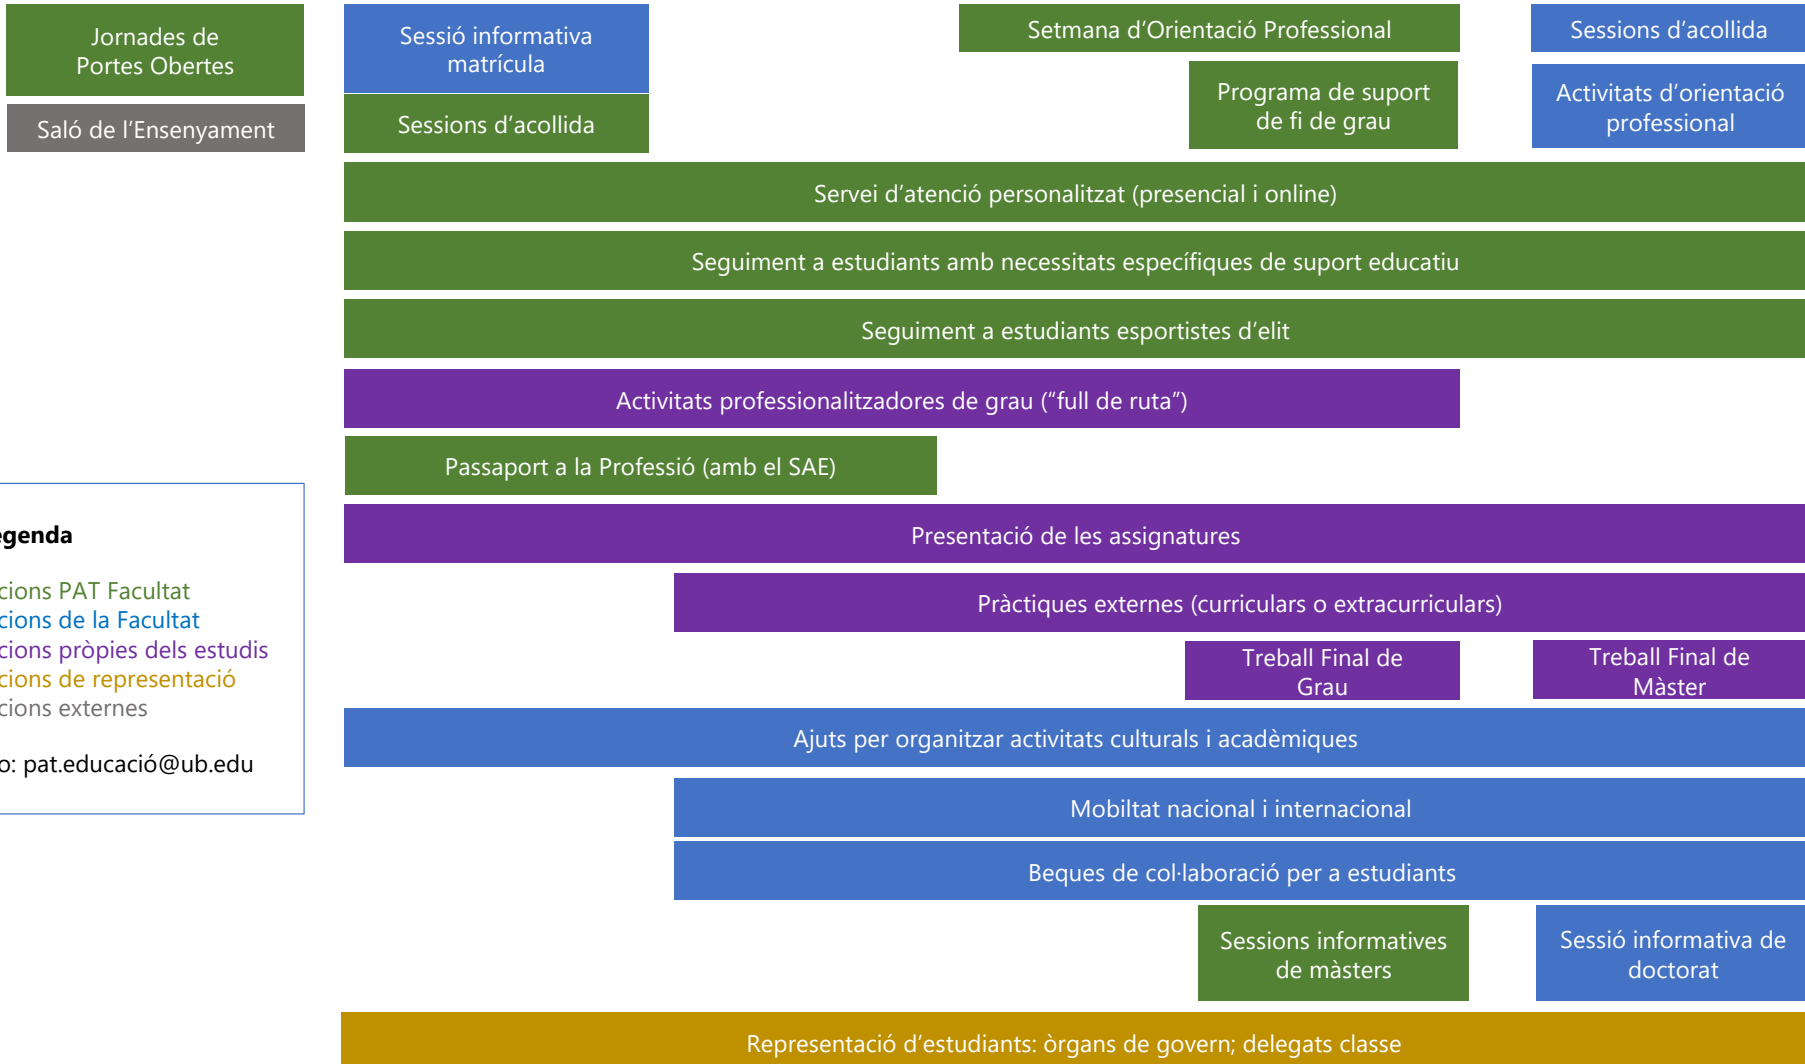 Jornades de
Portes Obertes
Saló de l'Ensenyament
Sessió informativa
matrícula
Sessions d'acollida
Setmana d'Orientació Professional
Programa de suport
de fi de grau
Sessions d'acollida
Activitats d'orientació
professional
Servei d'atenció personalitzat (presencial i online)
Seguiment a estudiants amb necessitats específiques de suport educatiu
Seguiment a estudiants esportistes d'elit
Activitats professionalitzadores de grau (“full de ruta”)
Passaport a la Professió (amb el SAE)
Presentació de les assignatures
Pràctiques externes (curriculars o extracurriculars)
Treball Final de
Grau
Treball Final de
Màster
Ajuts per organitzar activitats culturals i acadèmiques
Mobiltat nacional i internacional
Beques de col·laboració per a estudiants
Sessions informatives
de màsters
Sessió informativa de
doctorat
Representació d'estudiants: òrgans de govern; delegats classe
egenda
cions PAT Facultat
cions de la Facultat
cions pròpies dels estudis
cions de representació
cions externes
o: pat.educació@ub.edu